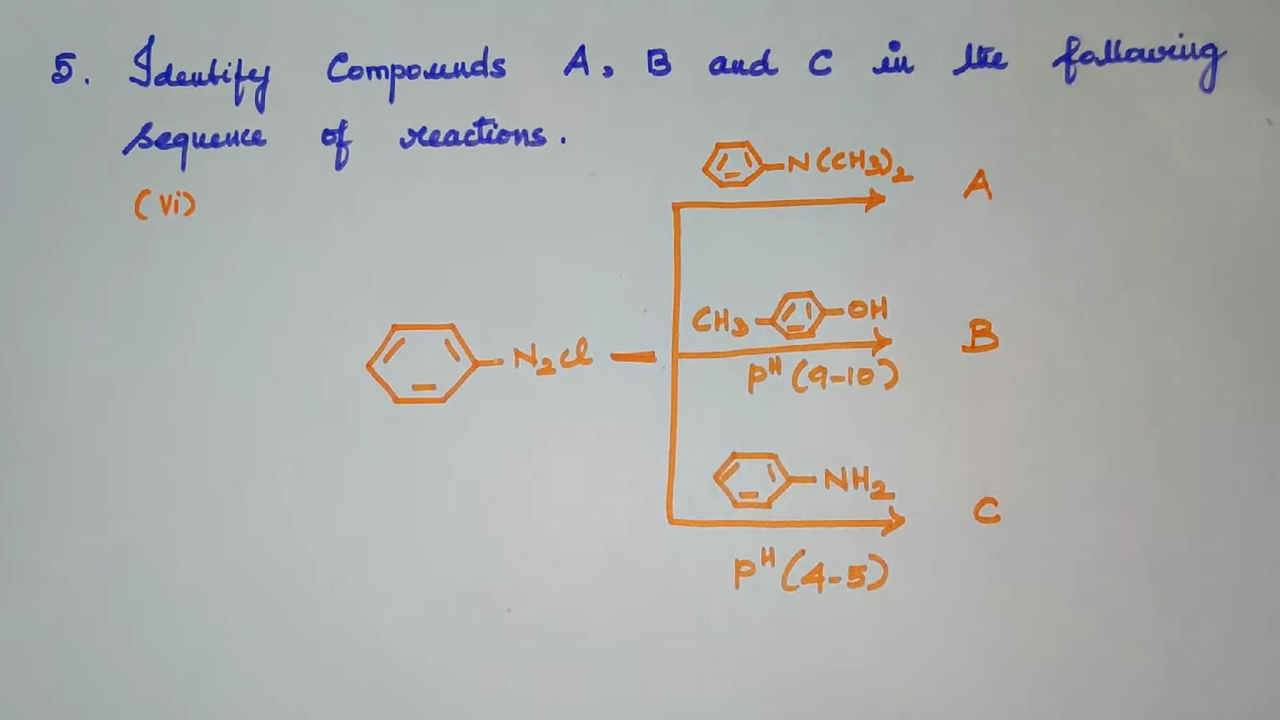 5. Identify Compounds A, B and C in the following
sequence of reactions.
(vi)
N(CH3)2
A
N2Cl
CH3
OH
B
pH (9-10)
NH2
C
pH (4-5)